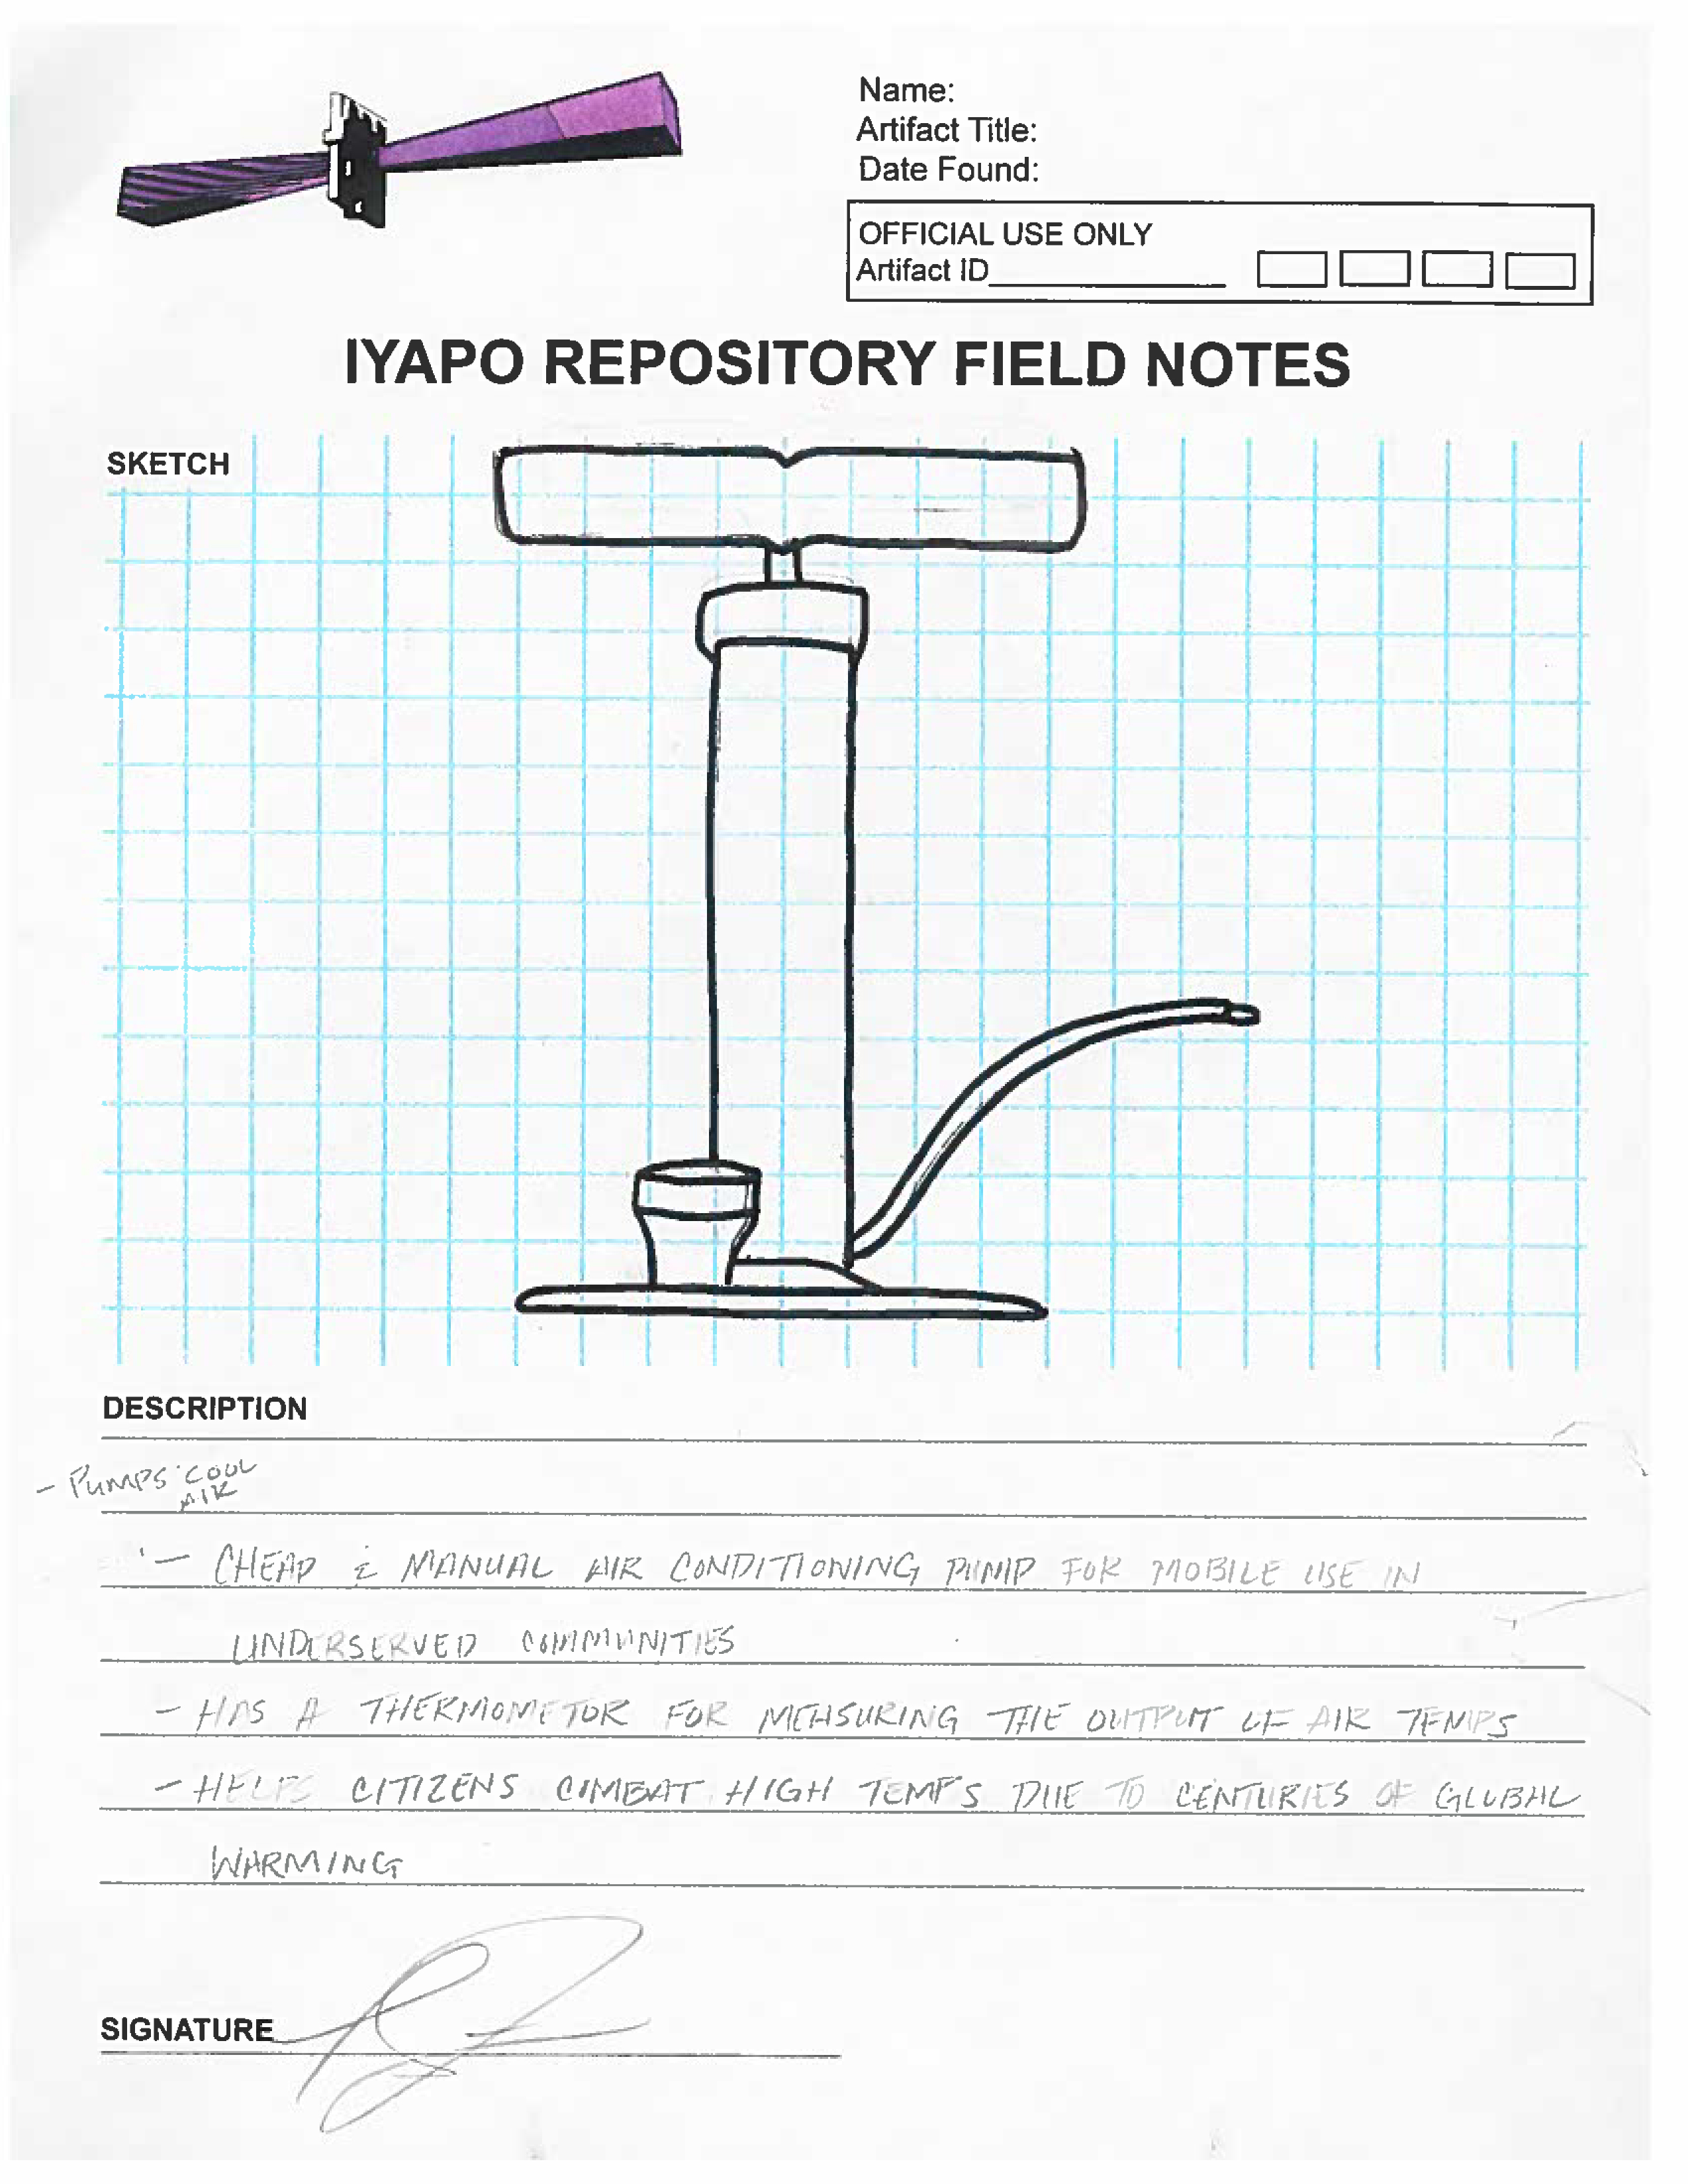 Name:
Artifact Title:
Date Found:
OFFICIAL USE ONLY
Artifact ID
IYAPO REPOSITORY FIELD NOTES
SKETCH
DESCRIPTION
- PUMPS COOL
AIR
- CHEAP & MANUAL AIR CONDITIONING PUMP FOR MOBILE USE IN
UNDERSERVED COMMUNITIES
- HAS A THERMOMETOR FOR MEASURING THE OUTPUT OF AIR TEMPS
- HELPS CITIZENS COMBAT HIGH TEMPS DUE TO CENTURIES OF GLOBAL
WARMING
SIGNATURE